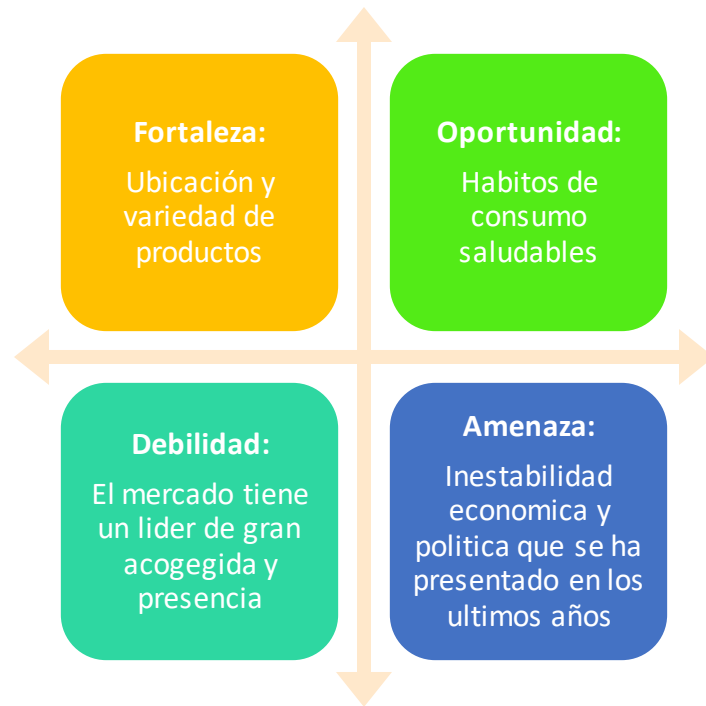 Fortaleza:
Ubicación y
variedad de
productos
Oportunidad:
Habitos de
consumo
saludables
Debilidad:
El mercado tiene
un lider de gran
acogegida y
presencia
Amenaza:
Inestabilidad
economica y
politica que se ha
presentado en los
ultimos años